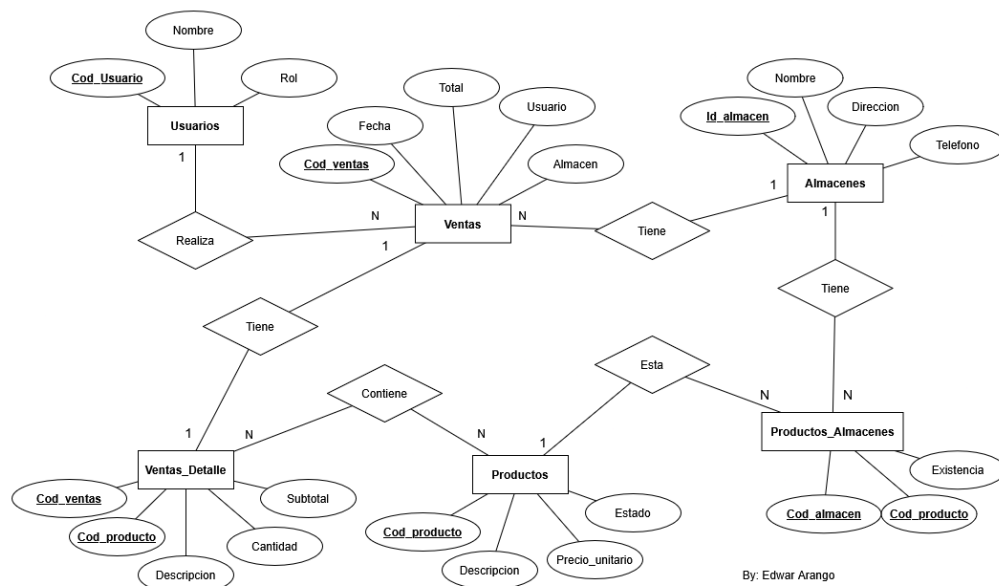 Nombre
Cod_Usuario
Rol
Usuarios
1
Realiza
N
Total
Fecha
Usuario
Cod_ventas
Almacen
Ventas
1
N
Tiene
1
Nombre
Id_almacen
Direccion
Telefono
Almacenes
1
Tiene
N
Tiene
1
Contiene
N
N
Esta
1
N
Ventas_Detalle
Cod_ventas
Cod_producto
Descripcion
Cantidad
Subtotal
Productos
Cod_producto
Descripcion
Precio_unitario
Estado
Productos_Almacenes
Existencia
Cod_almacen
Cod_producto
By: Edwar Arango